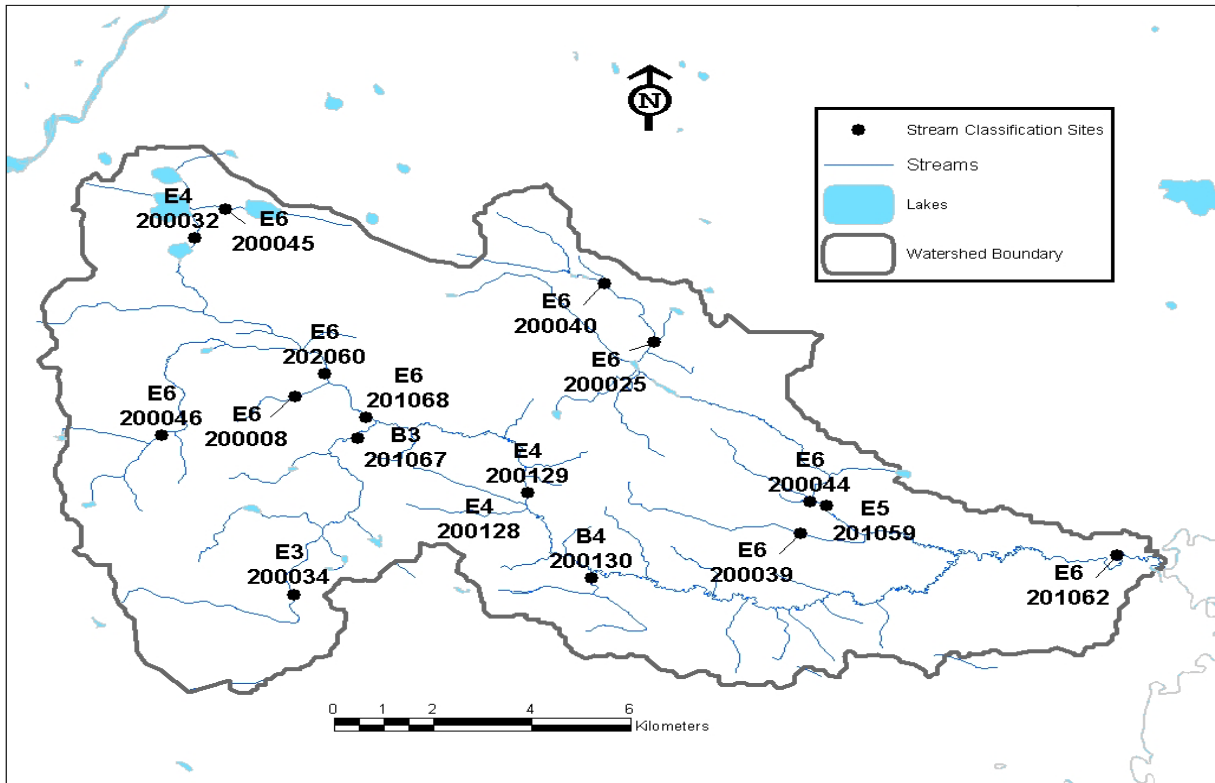 N
Stream Classification Sites
Streams
Lakes
Watershed Boundary
E4
200032
E6
200045
E6
200040
E6
200025
E6
202060
E6
201068
E6
200046
E6
200008
B3
201067
E4
200129
E4
200128
E6
200044
E5
201059
B4
200130
E6
200039
E3
200034
E6
201062
0 1 2 4 6
Kilometers